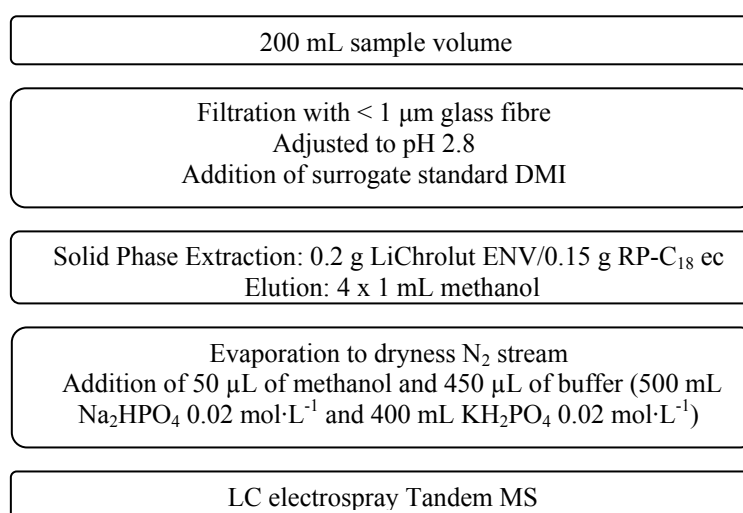 200 mL sample volume
Filtration with < 1 μm glass fibre
Adjusted to pH 2.8
Addition of surrogate standard DMI
Solid Phase Extraction: 0.2 g LiChrolut ENV/0.15 g RP-C₁₈ ec
Elution: 4 x 1 mL methanol
Evaporation to dryness N₂ stream
Addition of 50 µL of methanol and 450 µL of buffer (500 mL
Na₂HPO₄ 0.02 mol·L⁻¹ and 400 mL KH₂PO₄ 0.02 mol·L⁻¹)
LC electrospray Tandem MS